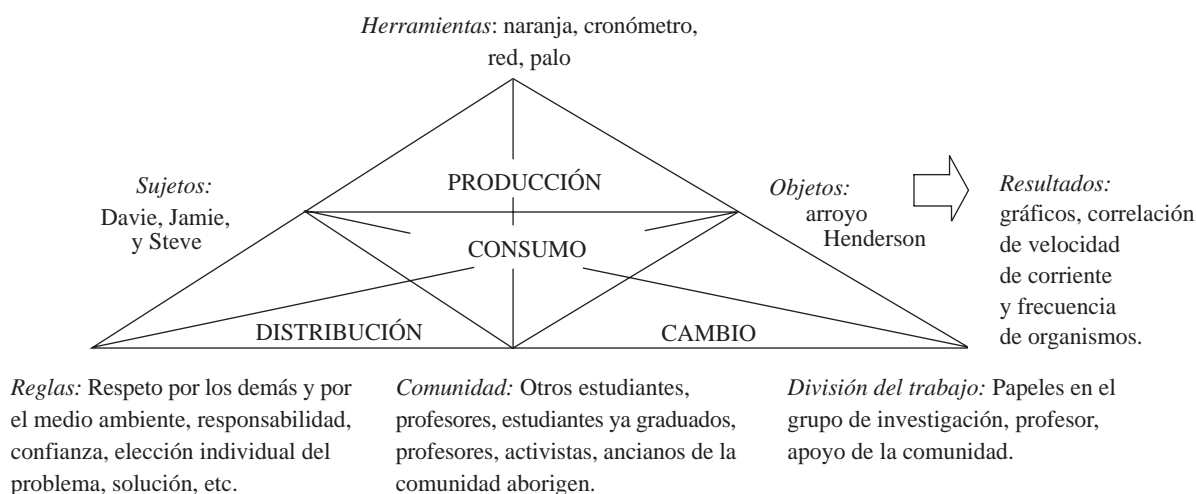 Herramientas: naranja, cronómetro,
red, palo
Sujetos:
Davie, Jamie,
y Steve
PRODUCCIÓN
Objetos:
arroyo
Henderson
Resultados:
gráficos, correlación
de velocidad
de corriente
y frecuencia
de organismos.
CONSUMO
DISTRIBUCIÓN
CAMBIO
Reglas: Respeto por los demás y por
el medio ambiente, responsabilidad,
confianza, elección individual del
problema, solución, etc.
Comunidad: Otros estudiantes,
profesores, estudiantes ya graduados,
profesores, activistas, ancianos de la
comunidad aborigen.
División del trabajo: Papeles en el
grupo de investigación, profesor,
apoyo de la comunidad.